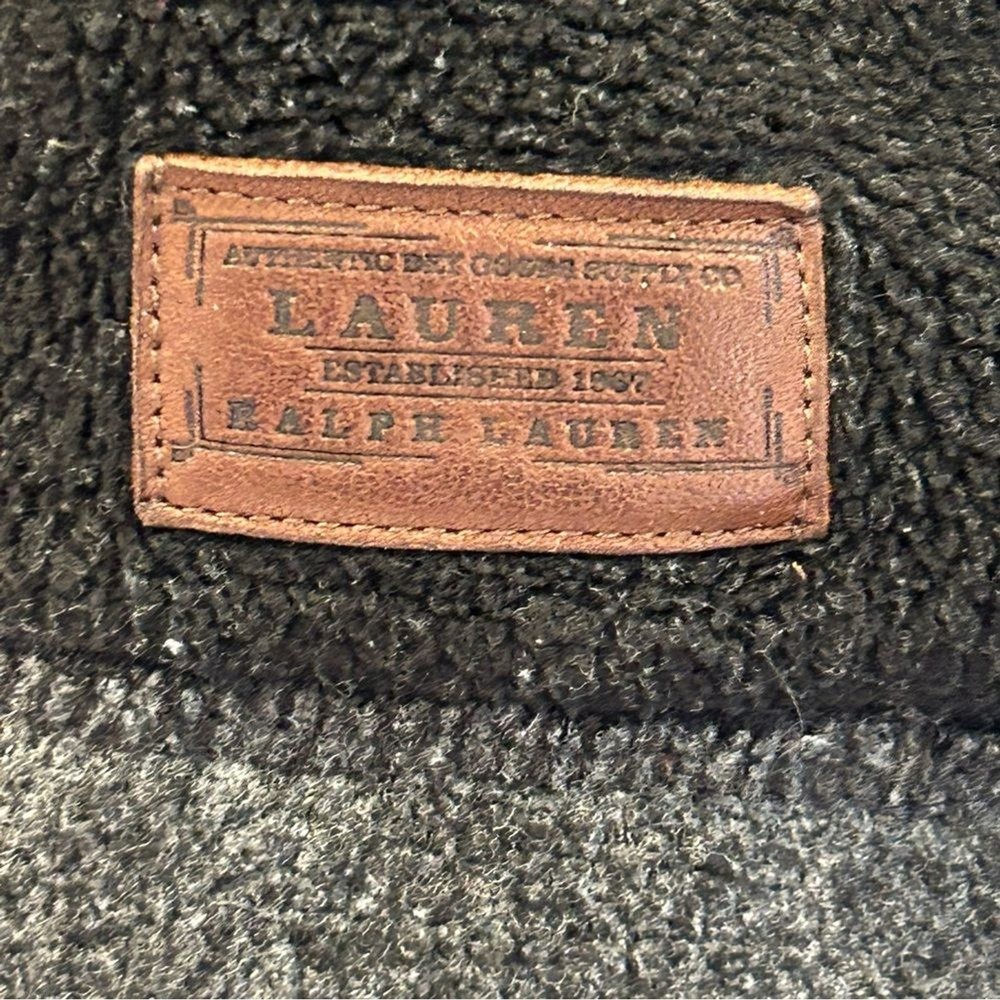 AUTHENTIC DRY GOODS SUPPLY CO
LAUREN
ESTABLISHED 1967
RALPH LAUREN